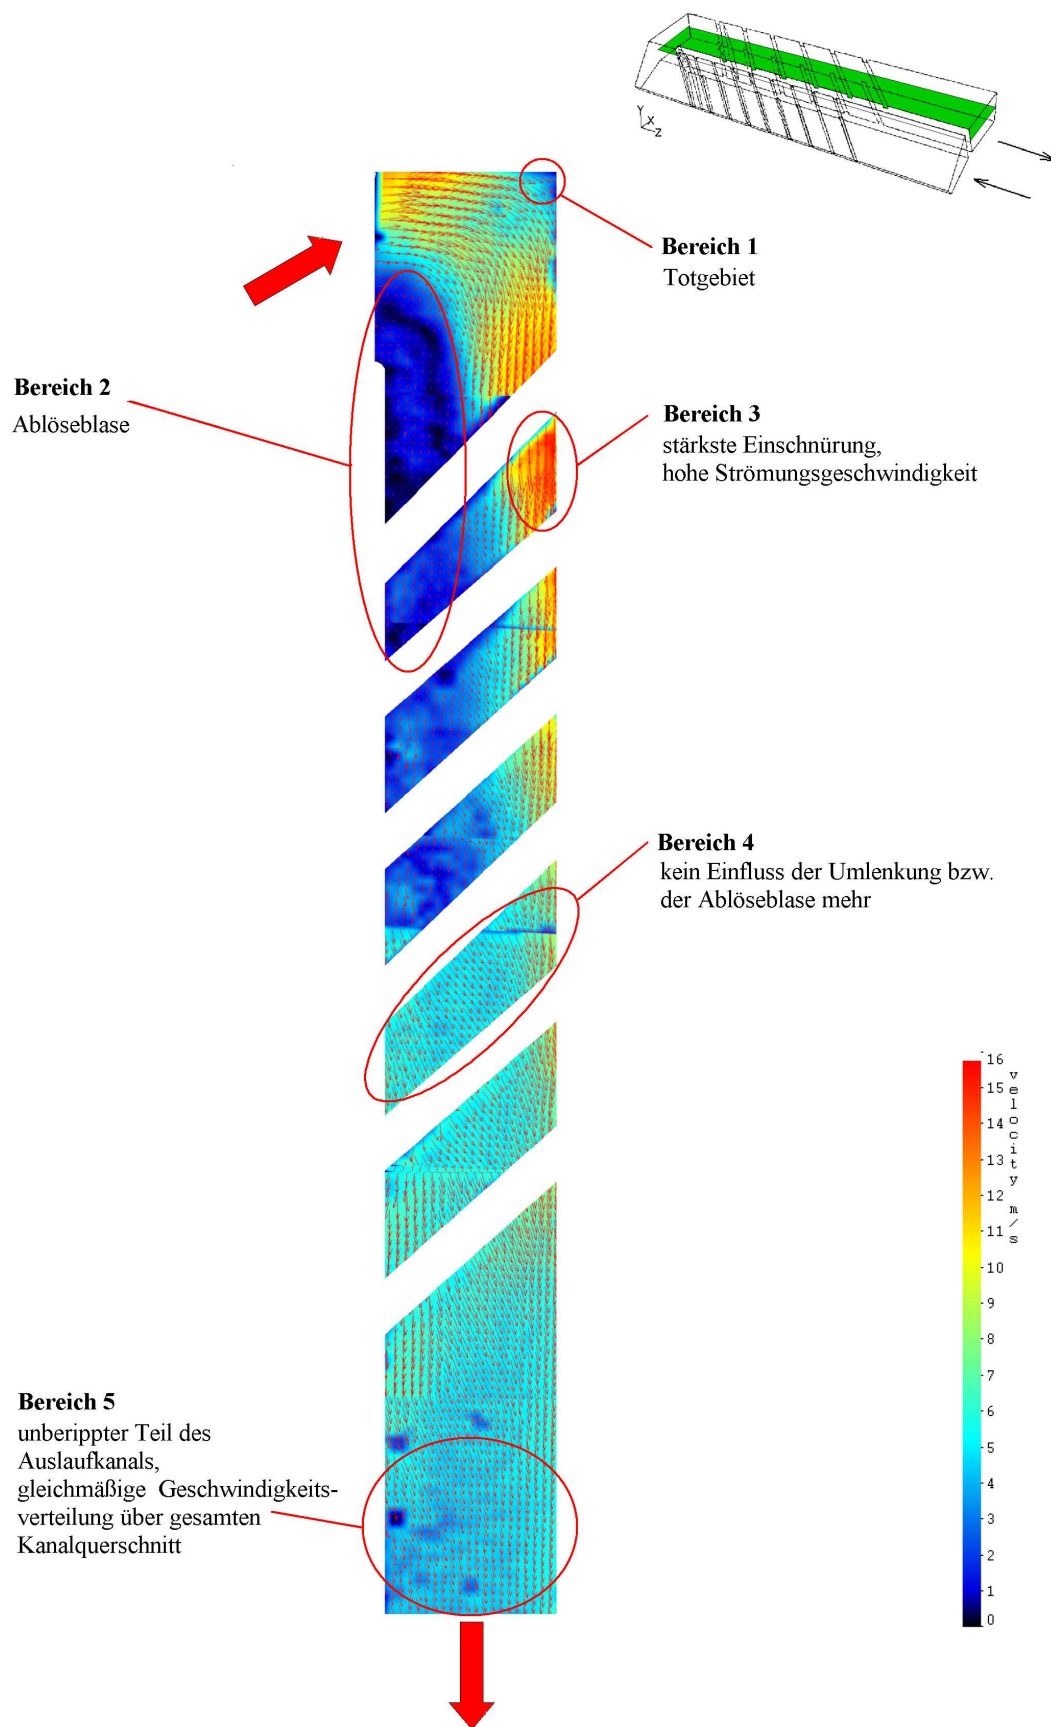 Y
X
Z
Bereich 1
Totgebiet
Bereich 2
Ablöseblase
Bereich 3
stärkste Einschnürung,
hohe Strömungsgeschwindigkeit
Bereich 4
kein Einfluss der Umlenkung bzw.
der Ablöseblase mehr
Bereich 5
unberippter Teil des
Auslaufkanals,
gleichmäßige Geschwindigkeits-
verteilung über gesamten
Kanalquerschnitt
16
15
14
13
12
11
10
9
8
7
6
5
4
3
2
1
0
velocity m/s